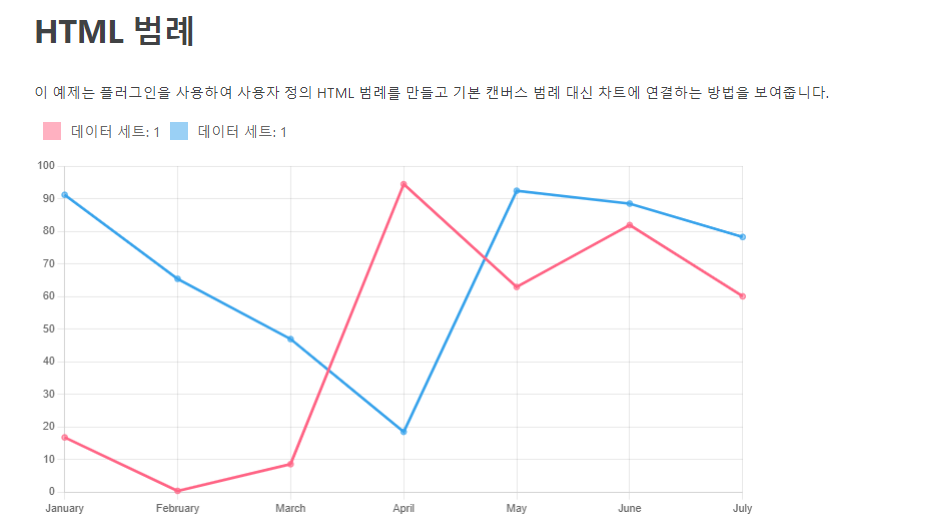 HTML 범례
이 예제는 플러그인을 사용하여 사용자 정의 HTML 범례를 만들고 기본 캔버스 범례 대신 차트에 연결하는 방법을 보여줍니다.
데이터 세트: 1 데이터 세트: 1
100
90
80
70
60
50
40
30
20
10
0
January February March April May June July